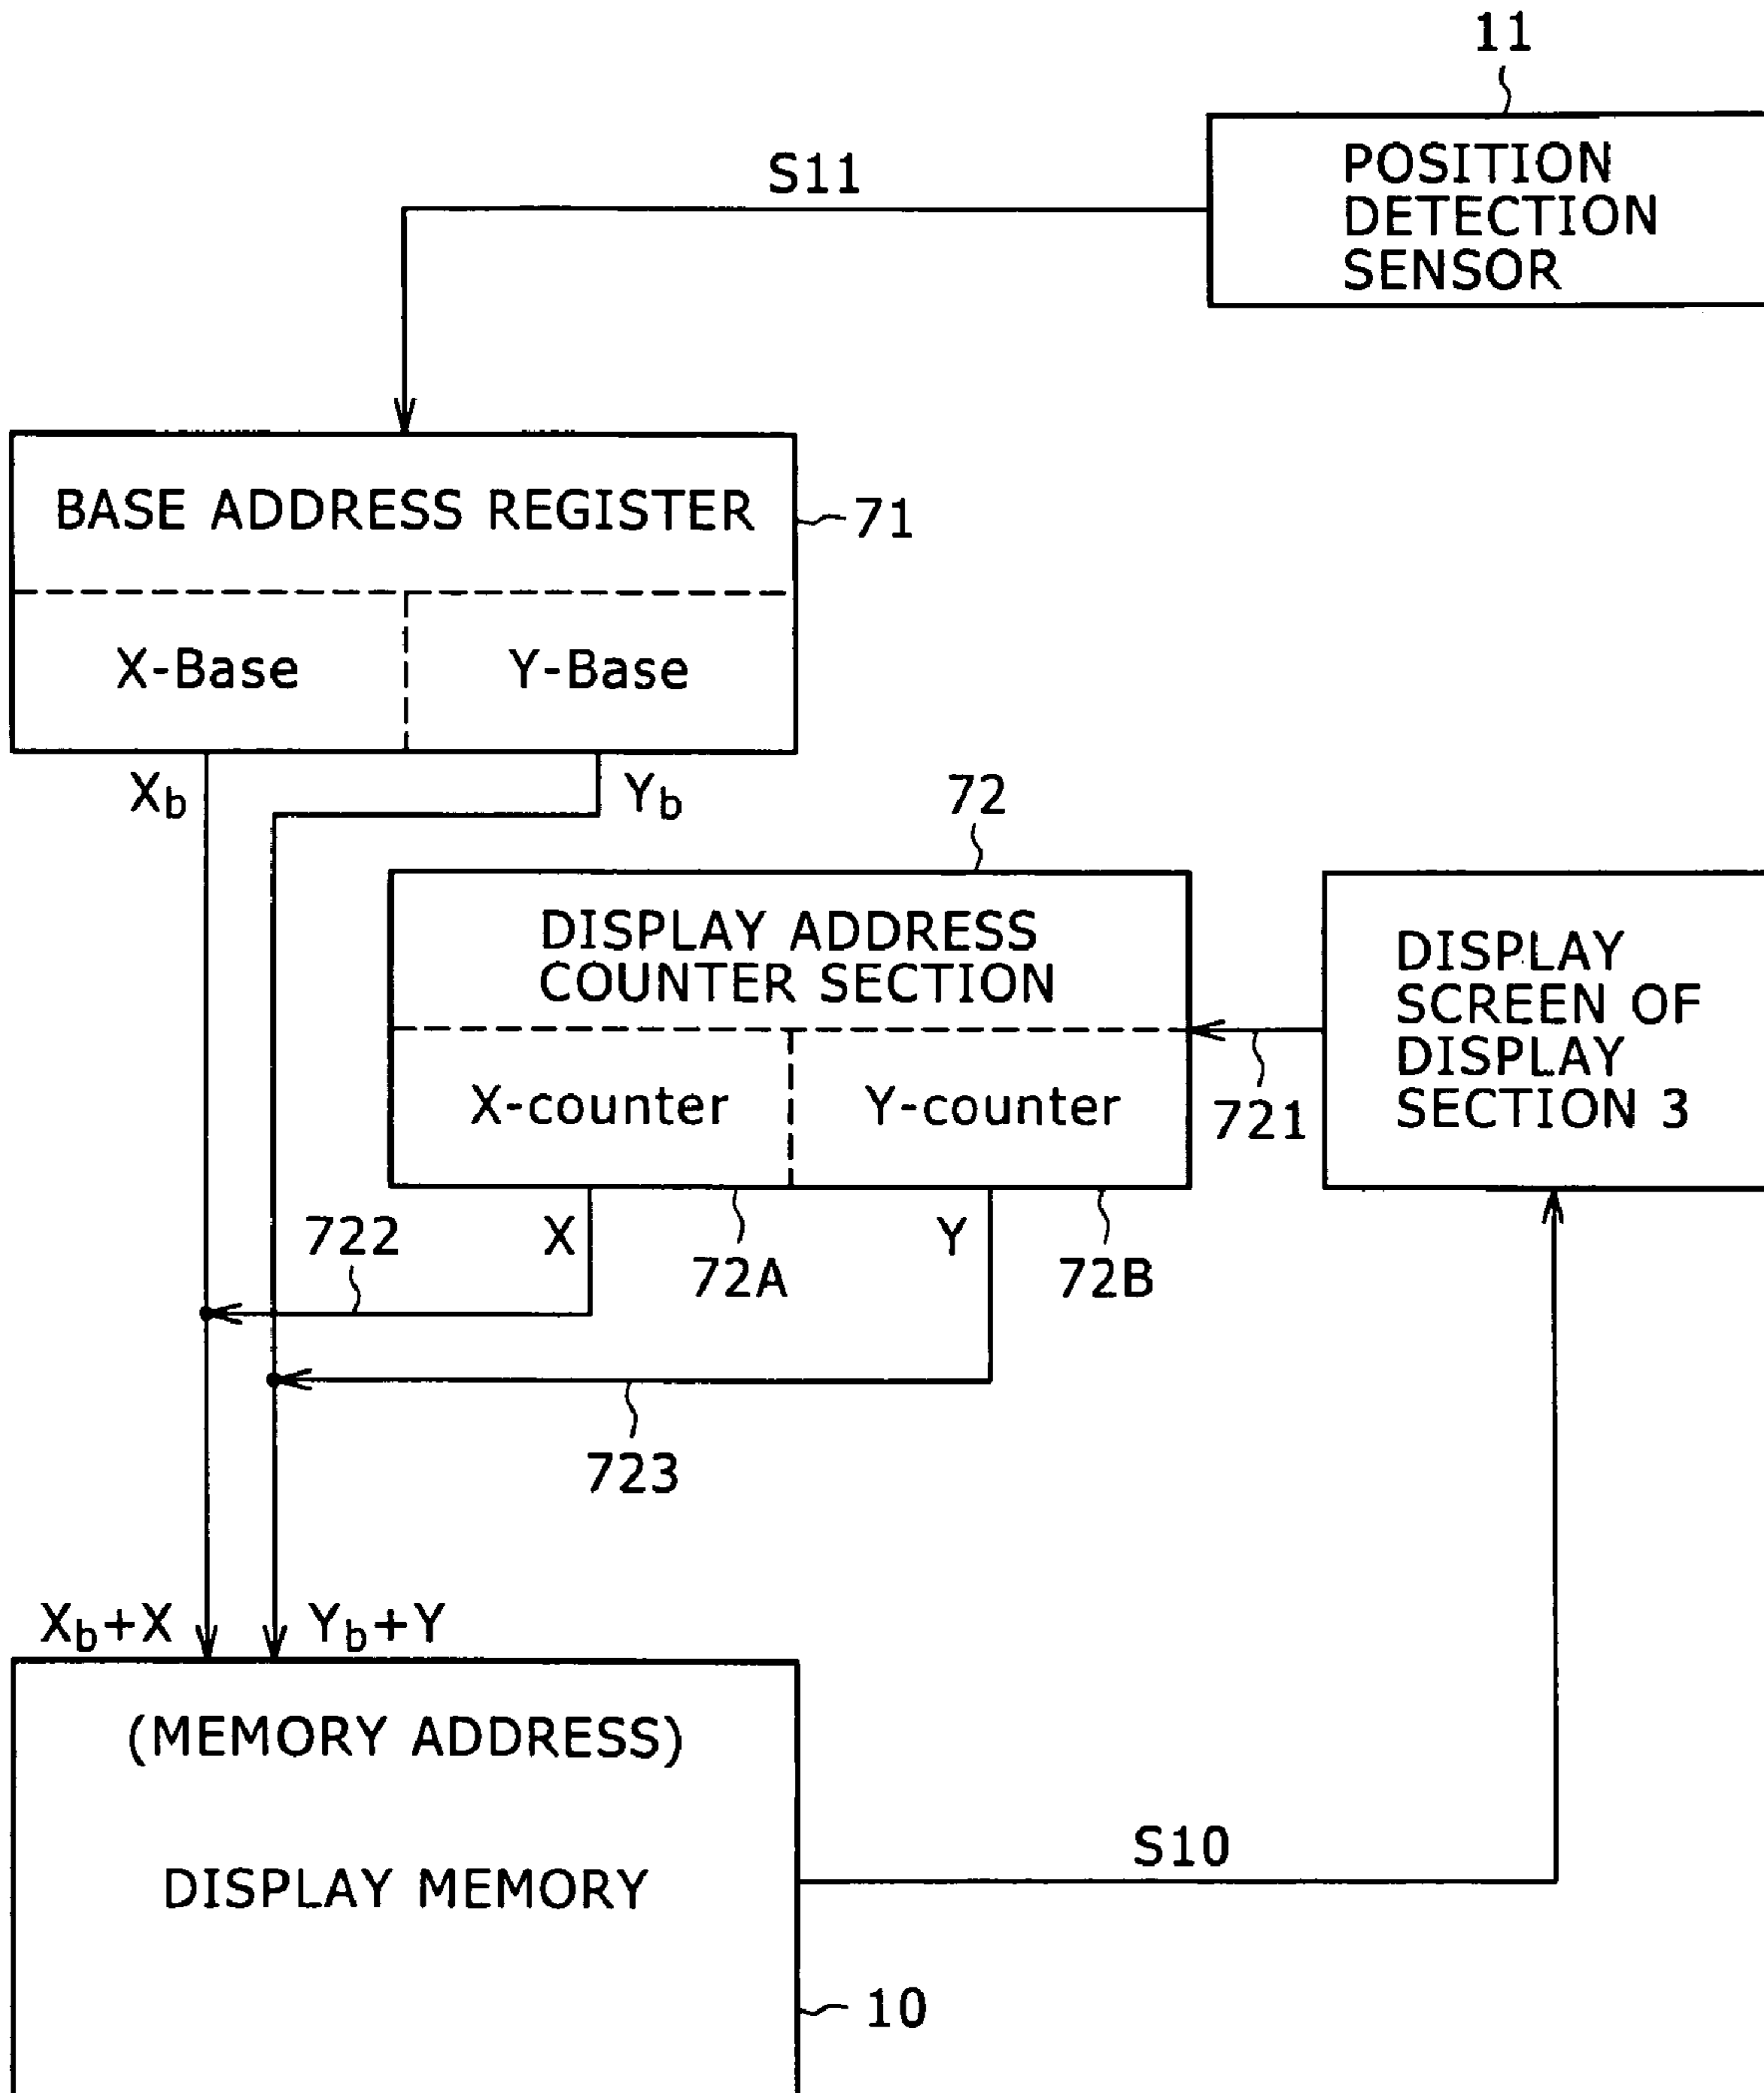 11
POSITION
DETECTION
SENSOR
S11
BASE ADDRESS REGISTER
71
X-Base
Y-Base
Xb
Yb
72
DISPLAY ADDRESS
COUNTER SECTION
DISPLAY
SCREEN OF
DISPLAY
SECTION 3
X-counter
Y-counter
721
722
X
72A
Y
72B
723
Xb+X
Yb+Y
(MEMORY ADDRESS)
S10
DISPLAY MEMORY
10